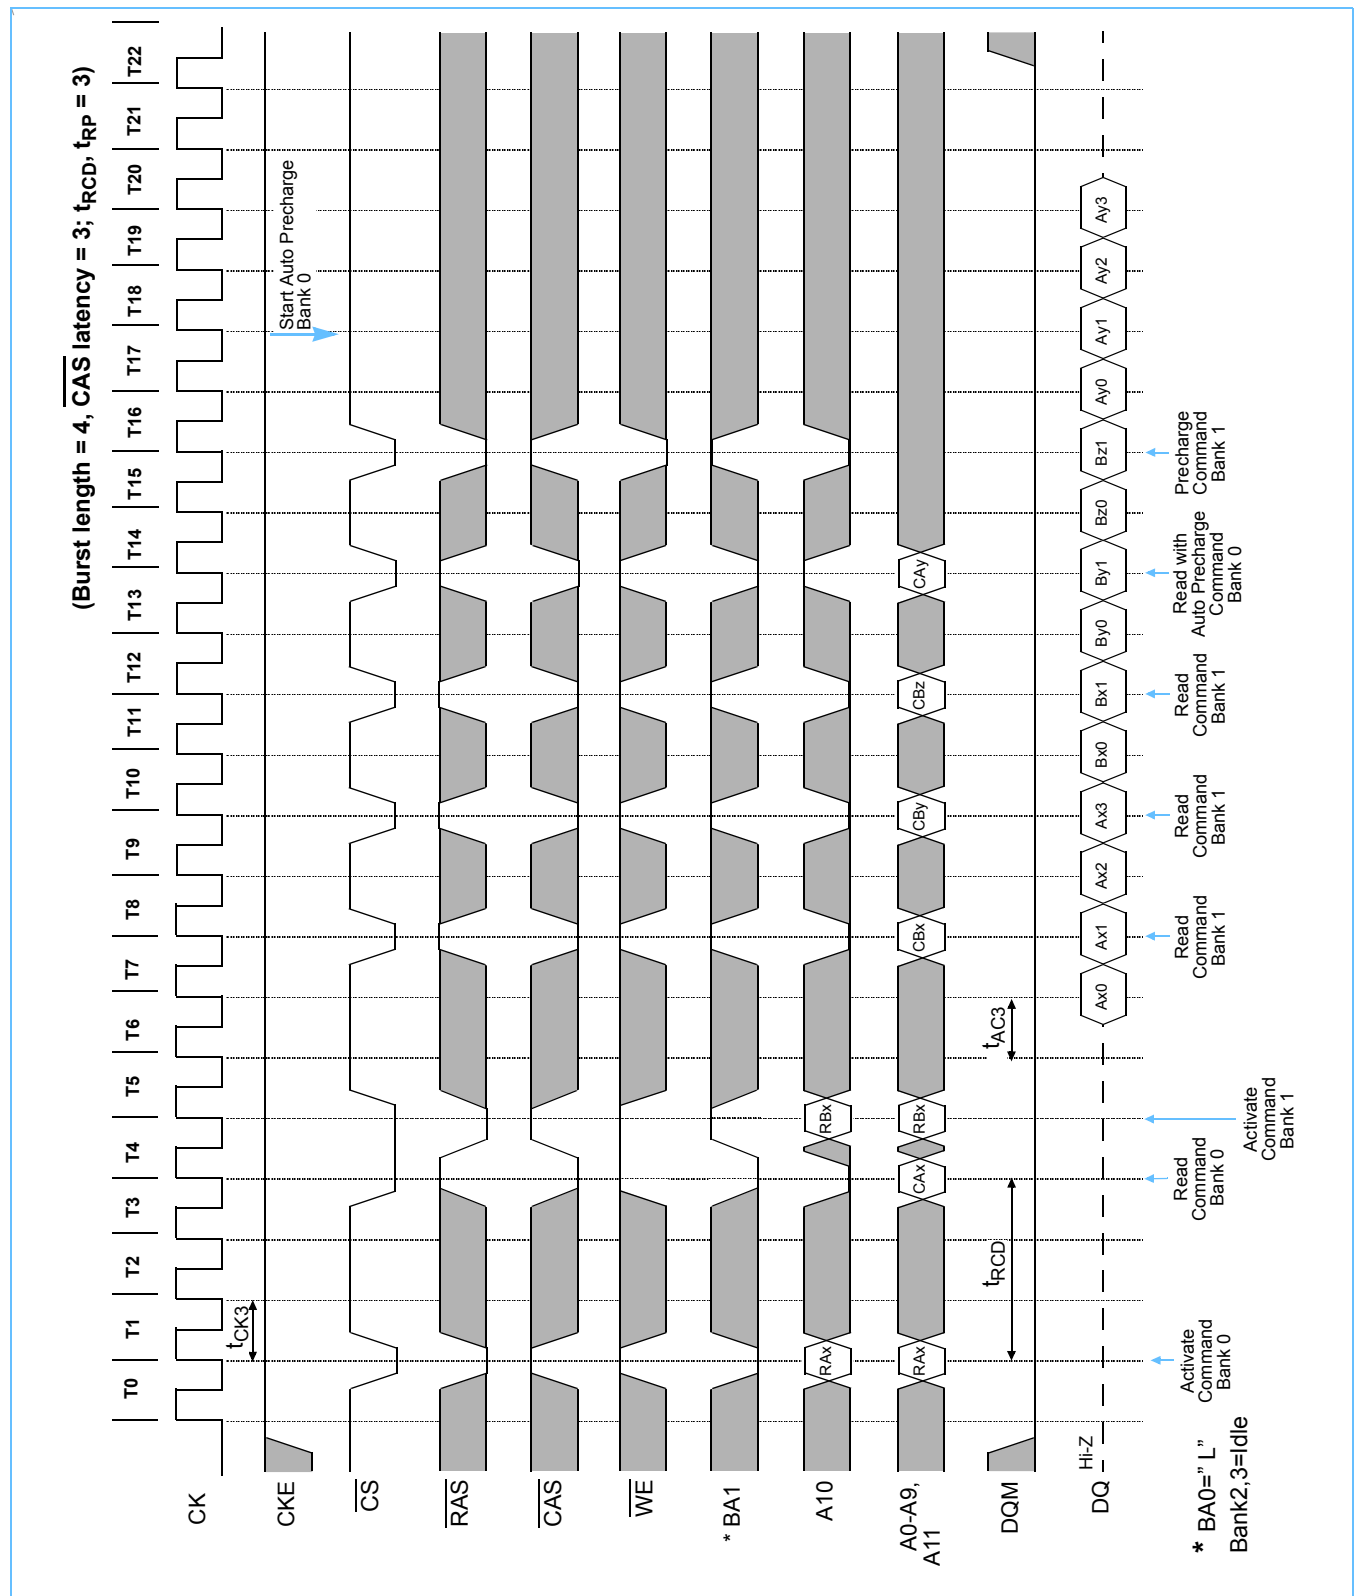 (Burst length = 4, CAS latency = 3; tRCD, tRP = 3)
T0 T1 T2 T3 T4 T5 T6 T7 T8 T9 T10 T11 T12 T13 T14 T15 T16 T17 T18 T19 T20 T21 T22
CK
tCK3
CKE
Start Auto Precharge
Bank 0
CS
RAS
CAS
WE
* BA1
A10
RAx RBx
A0-A9,
A11
RAx CAx RBx CBx CBy CBz CAy
DQM
tRCD
tAC3
DQ
Hi-Z
Ax0 Ax1 Ax2 Ax3 Bx0 Bx1 By0 By1 Bz0 Bz1 Ay0 Ay1 Ay2 Ay3
Activate
Command
Bank 0
Read
Command
Bank 0
Activate
Command
Bank 1
Read
Command
Bank 1
Read
Command
Bank 1
Read
Command
Bank 1
Read with
Auto Precharge
Command
Bank 0
Precharge
Command
Bank 1
* BA0=” L”
Bank2,3=Idle